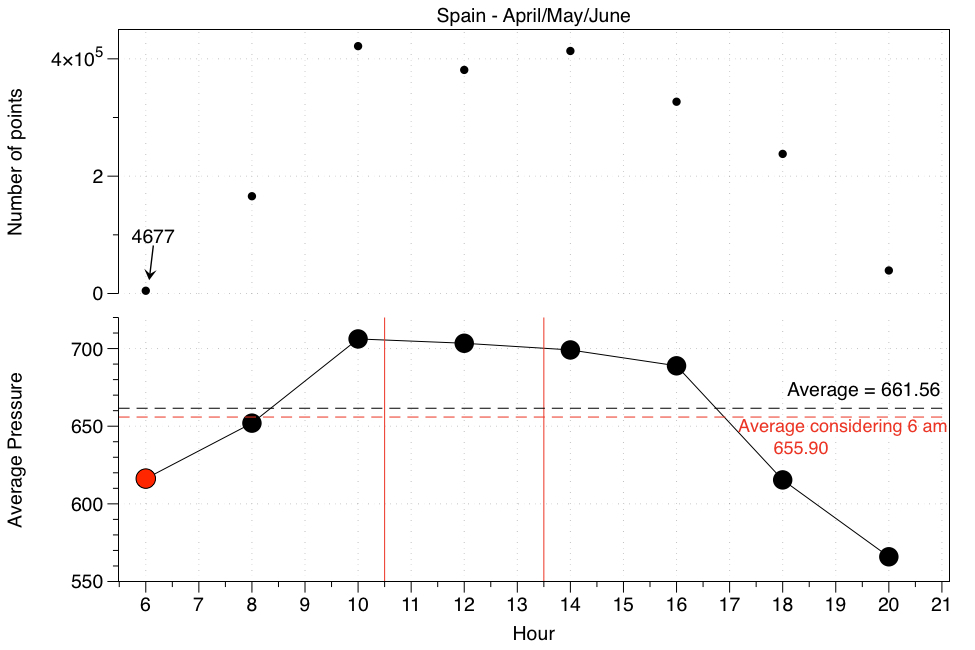 Spain - April/May/June
Number of points
4×10⁵
2
0
4677
Average Pressure
700
650
600
550
Average = 661.56
Average considering 6 am
655.90
6 7 8 9 10 11 12 13 14 15 16 17 18 19 20 21
Hour